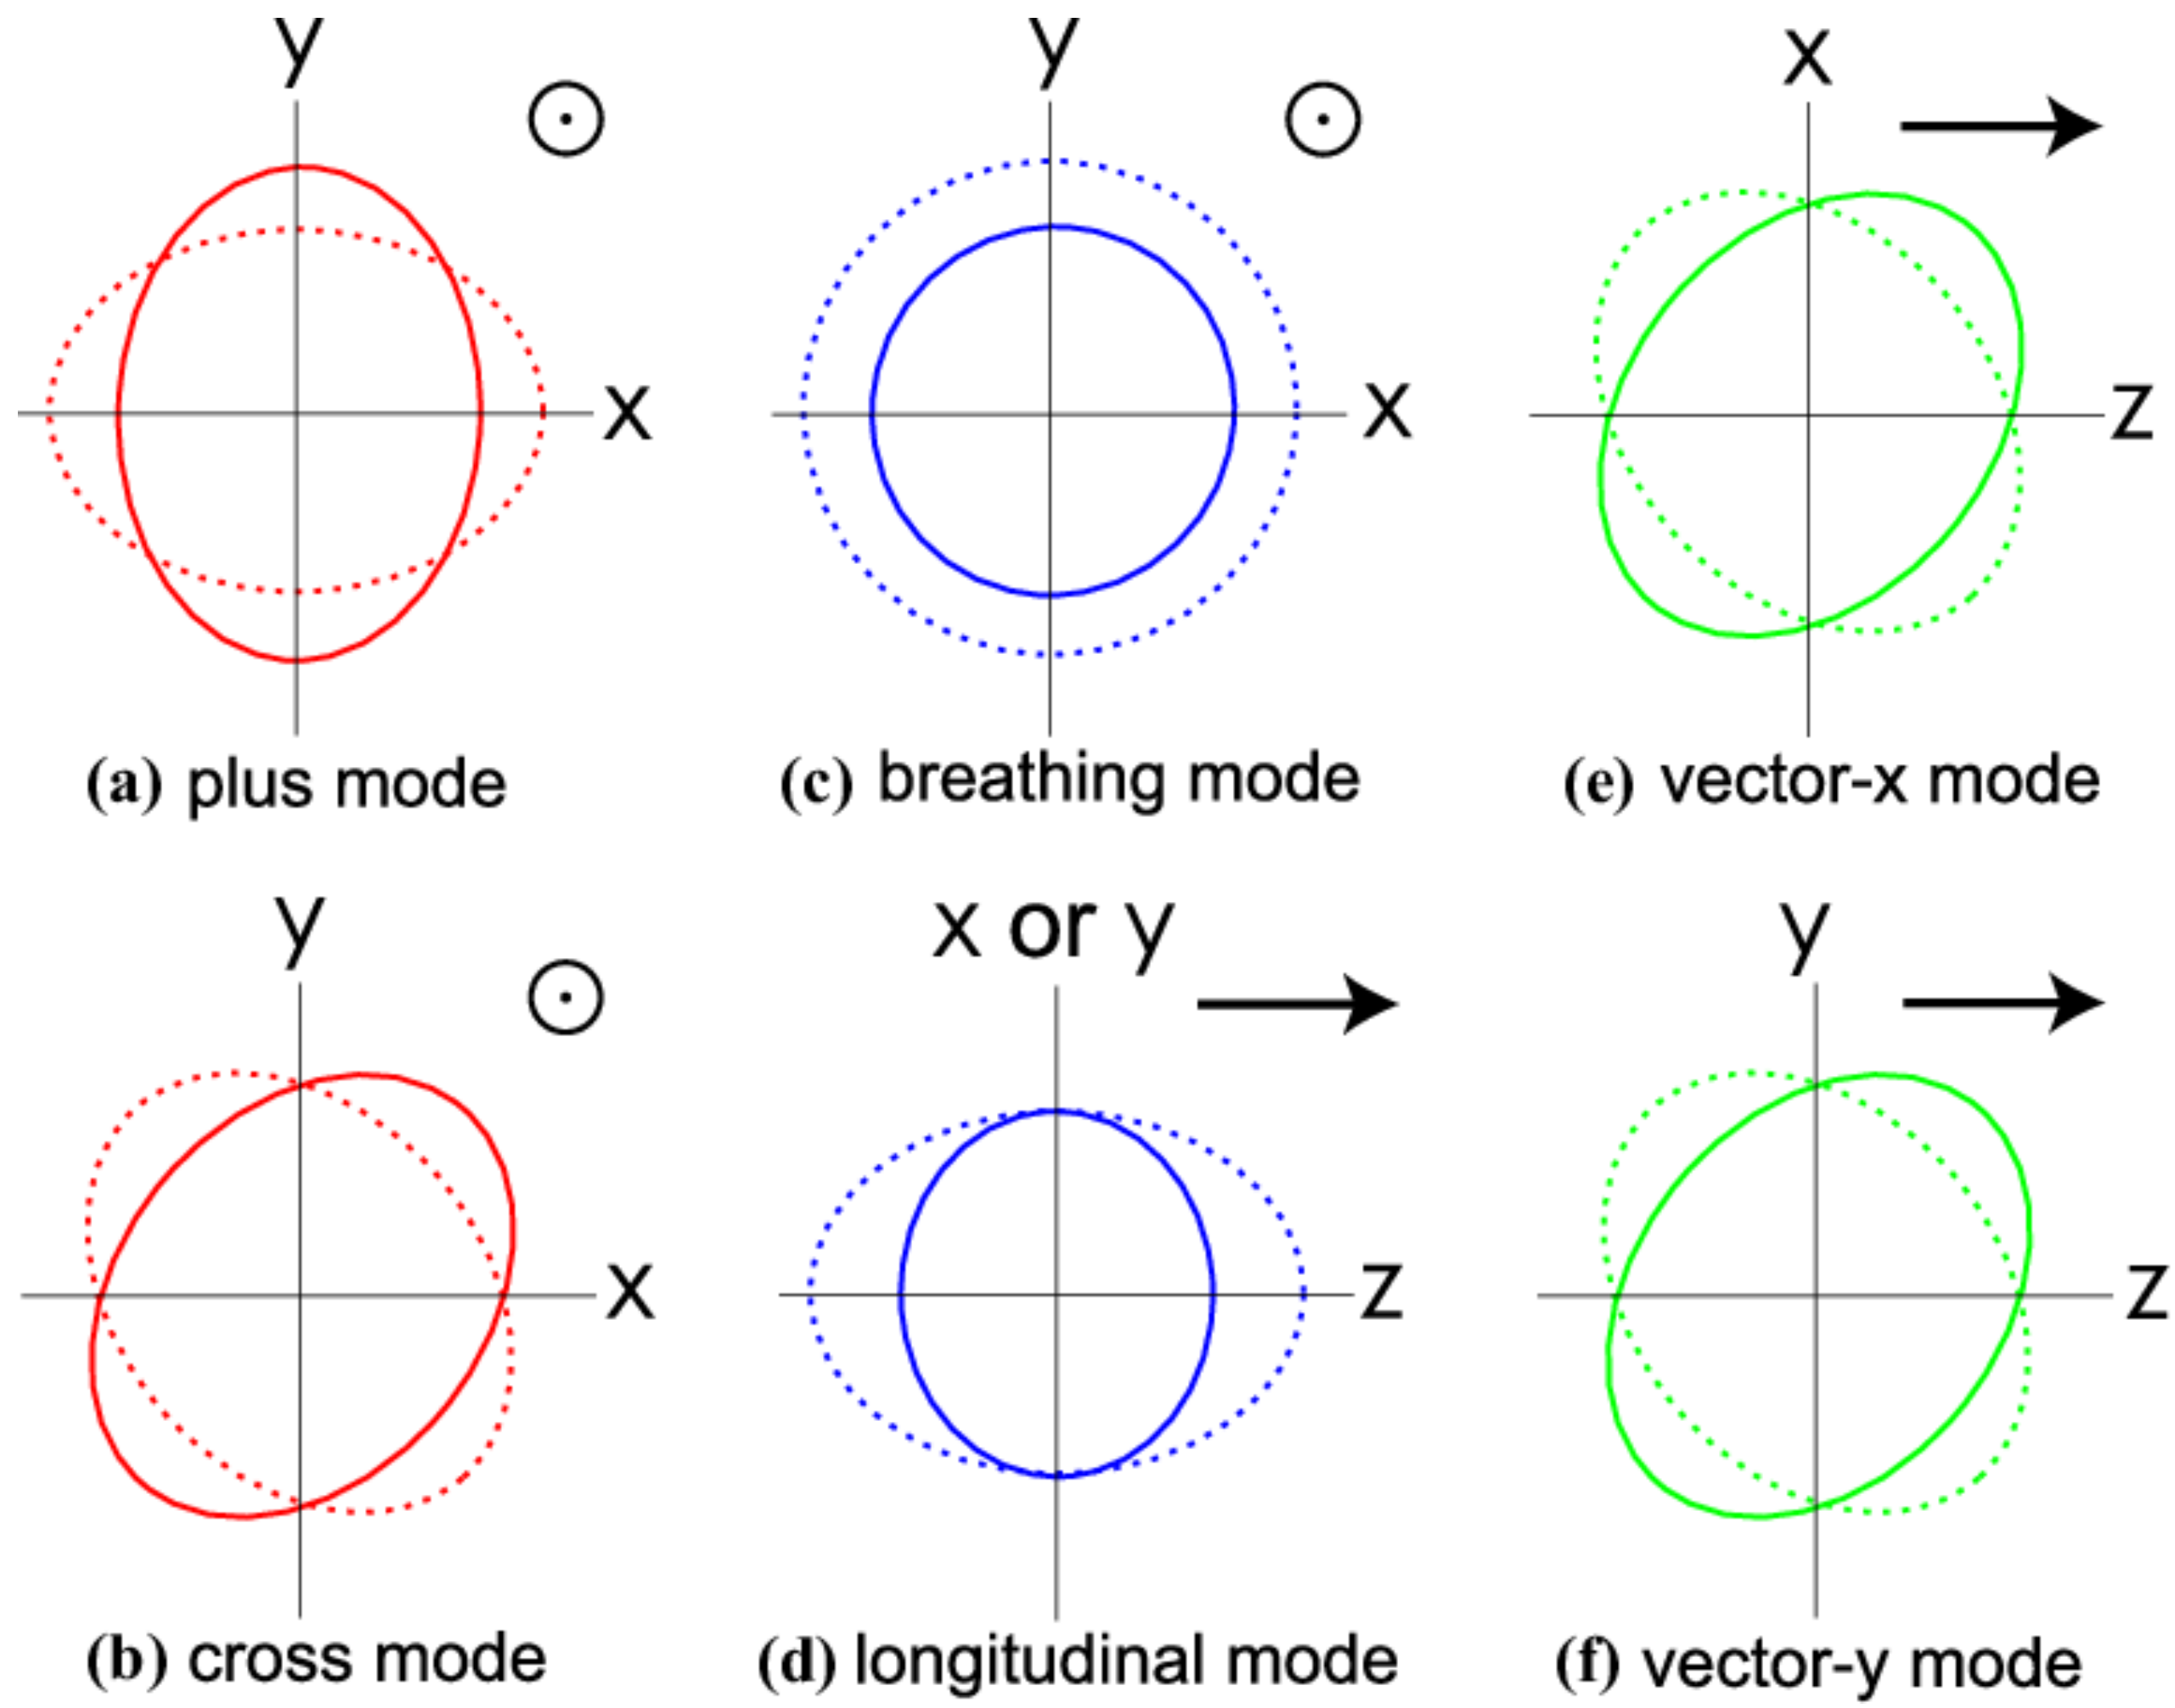 y
x
(a) plus mode
y
x
(c) breathing mode
x
z
(e) vector-x mode
y
x
(b) cross mode
x or y
z
(d) longitudinal mode
y
z
(f) vector-y mode